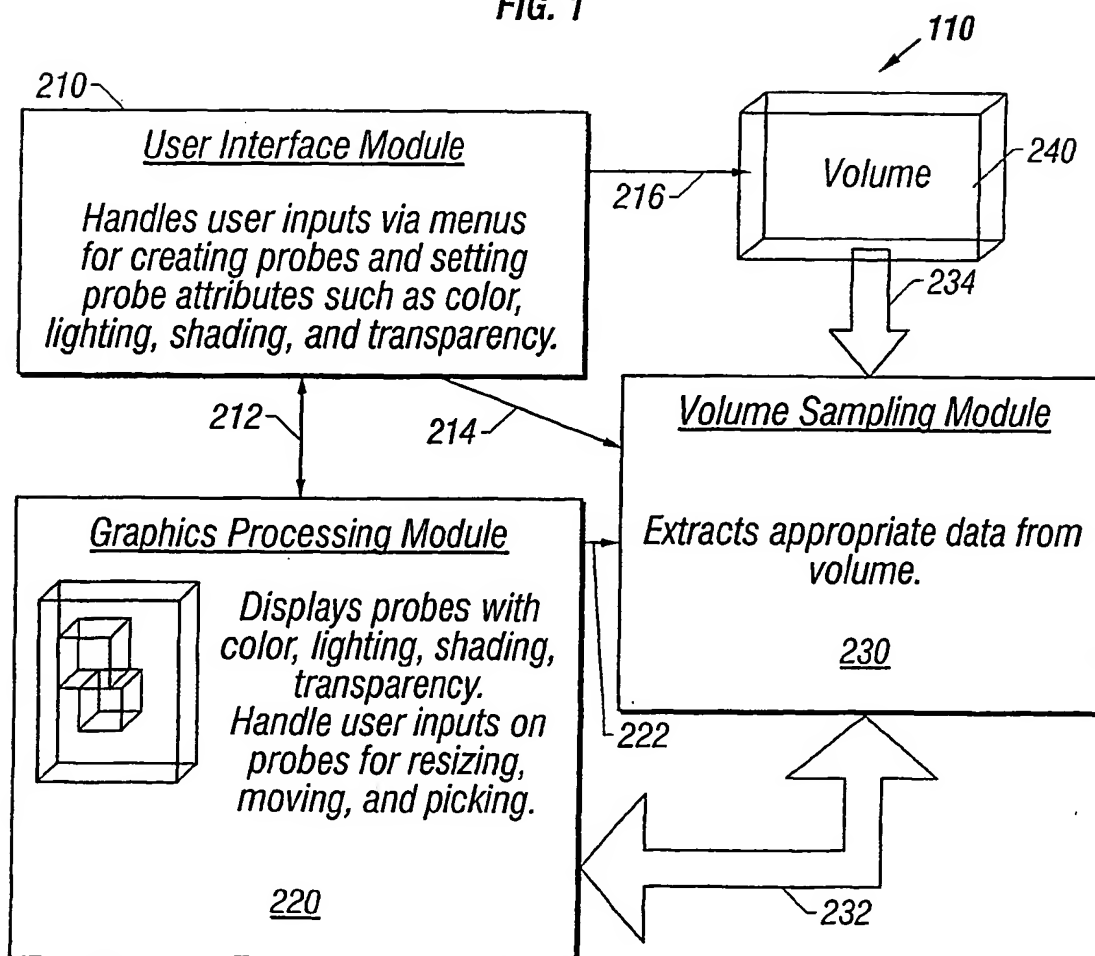 FIG. 1
110
210
User Interface Module
Handles user inputs via menus
for creating probes and setting
probe attributes such as color,
lighting, shading, and transparency.
216
Volume
240
234
212
214
Volume Sampling Module
Extracts appropriate data from
volume.
230
Graphics Processing Module
Displays probes with
color, lighting, shading,
transparency.
Handle user inputs on
probes for resizing,
moving, and picking.
220
222
232